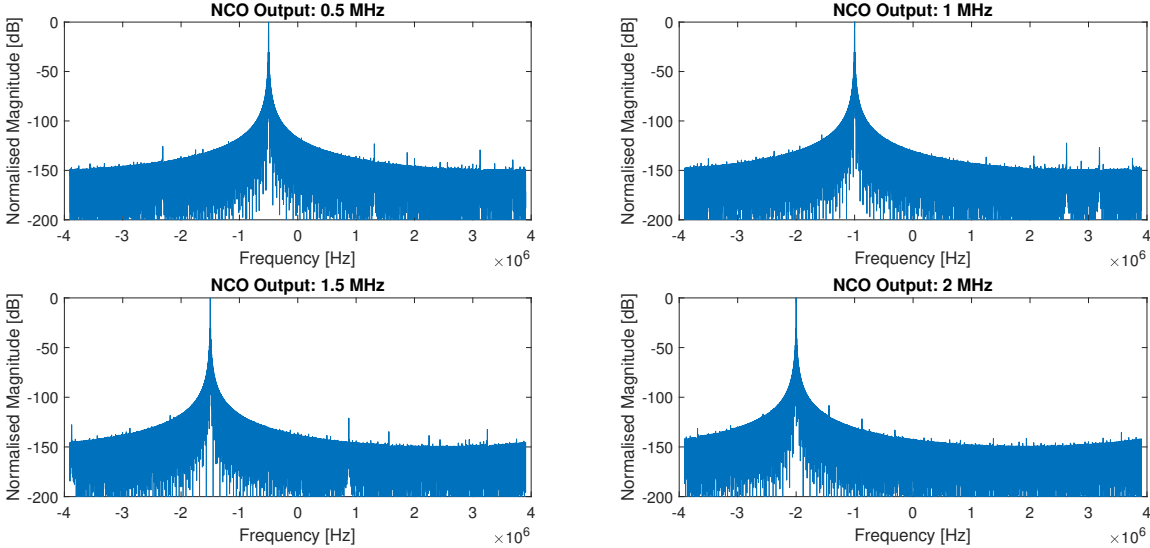 NCO Output: 0.5 MHz
Normalised Magnitude [dB]
0
-50
-100
-150
-200
-4 -3 -2 -1 0 1 2 3 4
Frequency [Hz]
×10^6
NCO Output: 1 MHz
Normalised Magnitude [dB]
0
-50
-100
-150
-200
-4 -3 -2 -1 0 1 2 3 4
Frequency [Hz]
×10^6
NCO Output: 1.5 MHz
Normalised Magnitude [dB]
0
-50
-100
-150
-200
-4 -3 -2 -1 0 1 2 3 4
Frequency [Hz]
×10^6
NCO Output: 2 MHz
Normalised Magnitude [dB]
0
-50
-100
-150
-200
-4 -3 -2 -1 0 1 2 3 4
Frequency [Hz]
×10^6